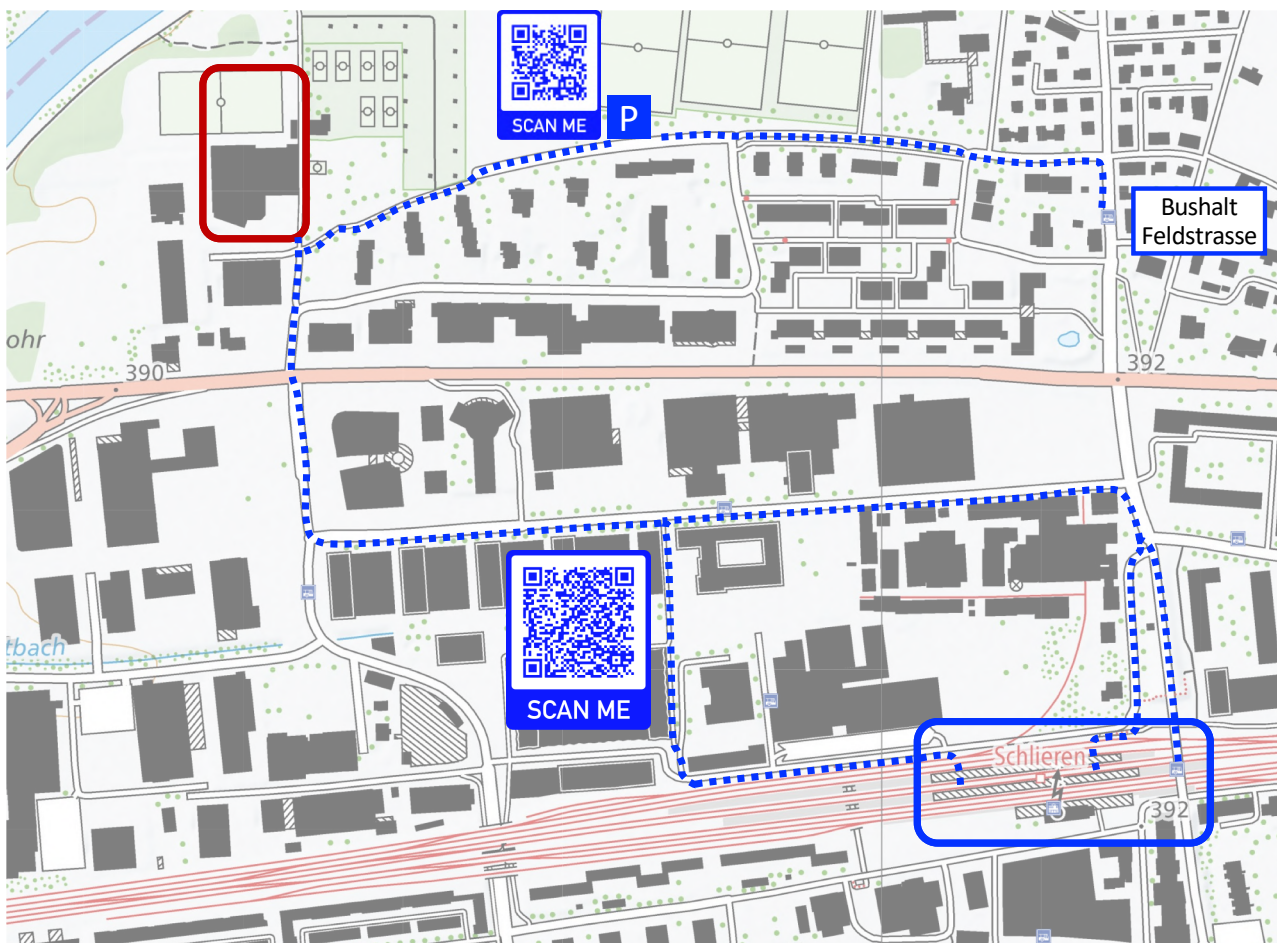 SCAN ME
P
Bushalt
Feldstrasse
ohr
390
392
SCAN ME
tbach
Schlieren
392